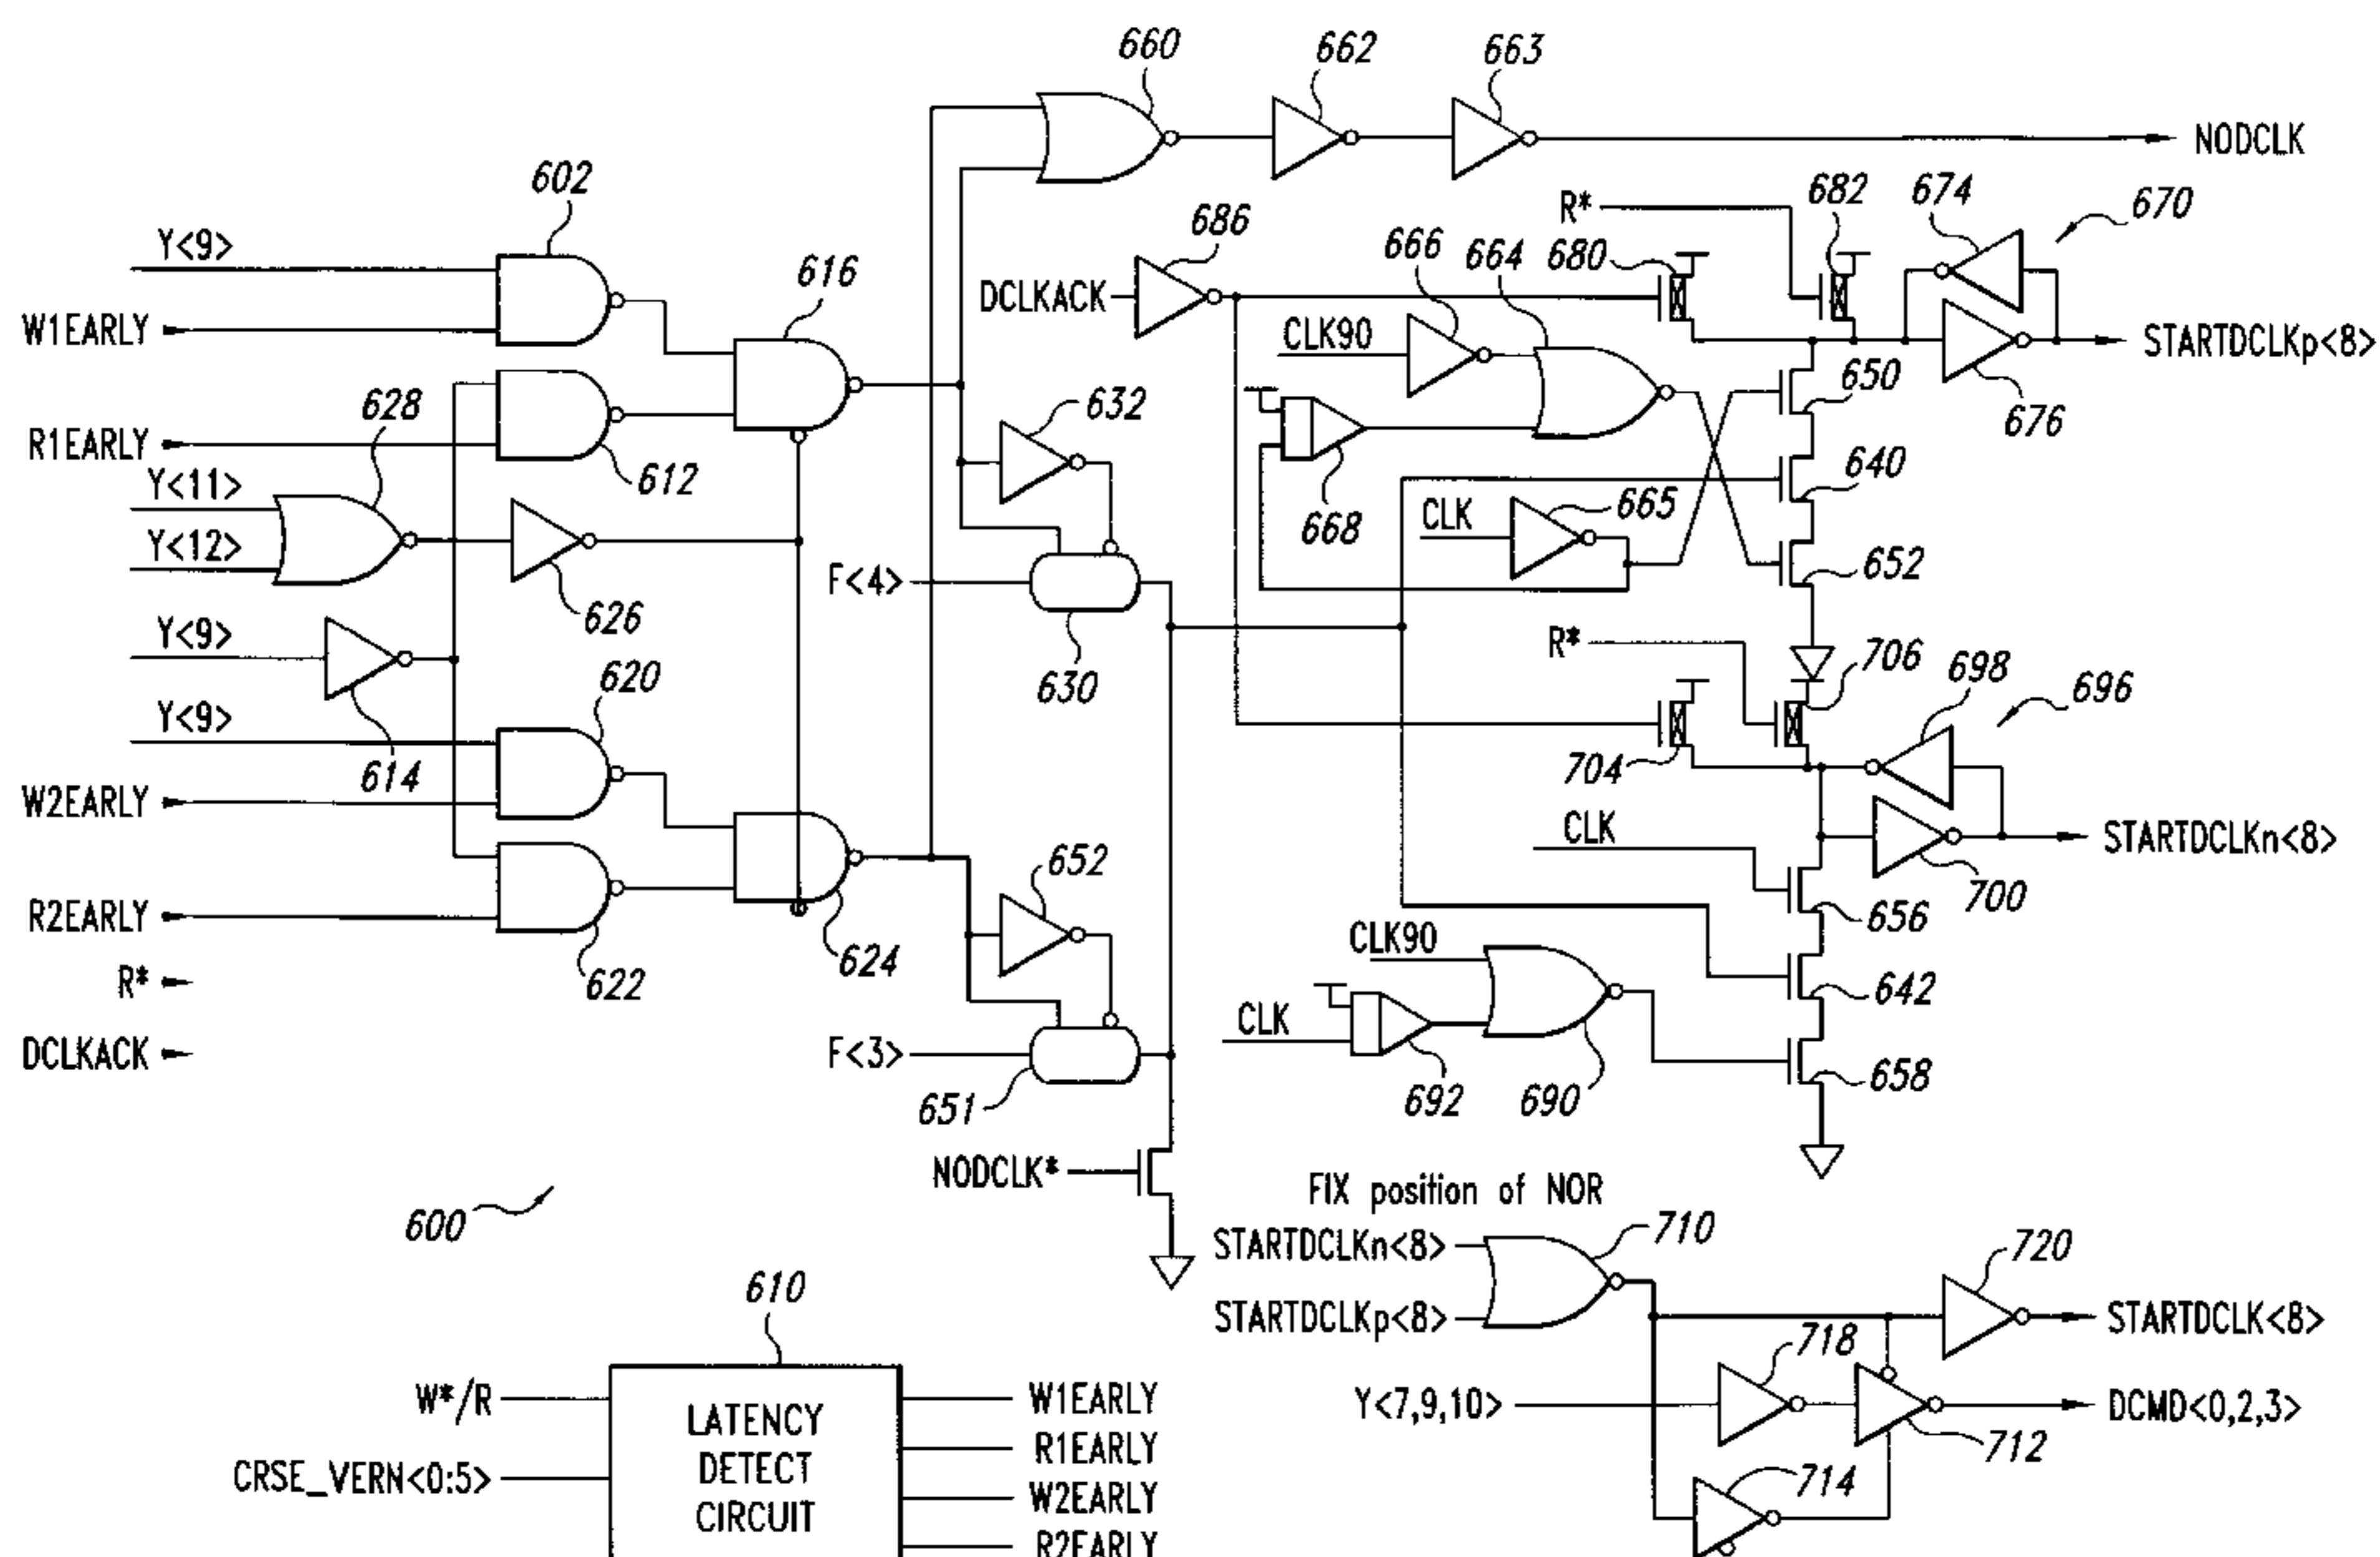 660
662
663
NODCLK
602
Y<9>
W1EARLY
616
686
R*
682
674
670
DCLKACK
666
664
680
CLK90
STARTDCLKp<8>
628
R1EARLY
612
632
650
676
Y<11>
Y<12>
668
CLK
665
640
F<4>
626
630
652
Y<9>
614
620
R*
706
698
696
Y<9>
704
W2EARLY
CLK
STARTDCLKn<8>
652
700
656
R2EARLY
622
624
CLK90
642
R*
CLK
DCLKACK
F<3>
651
692
690
658
NODCLK*
FIX position of NOR
600
STARTDCLKn<8>
710
720
STARTDCLKp<8>
STARTDCLK<8>
610
718
W*/R
LATENCY
DETECT
CIRCUIT
W1EARLY
Y<7,9,10>
DCMD<0,2,3>
R1EARLY
712
CRSE_VERN<0:5>
W2EARLY
714
R2EARLY